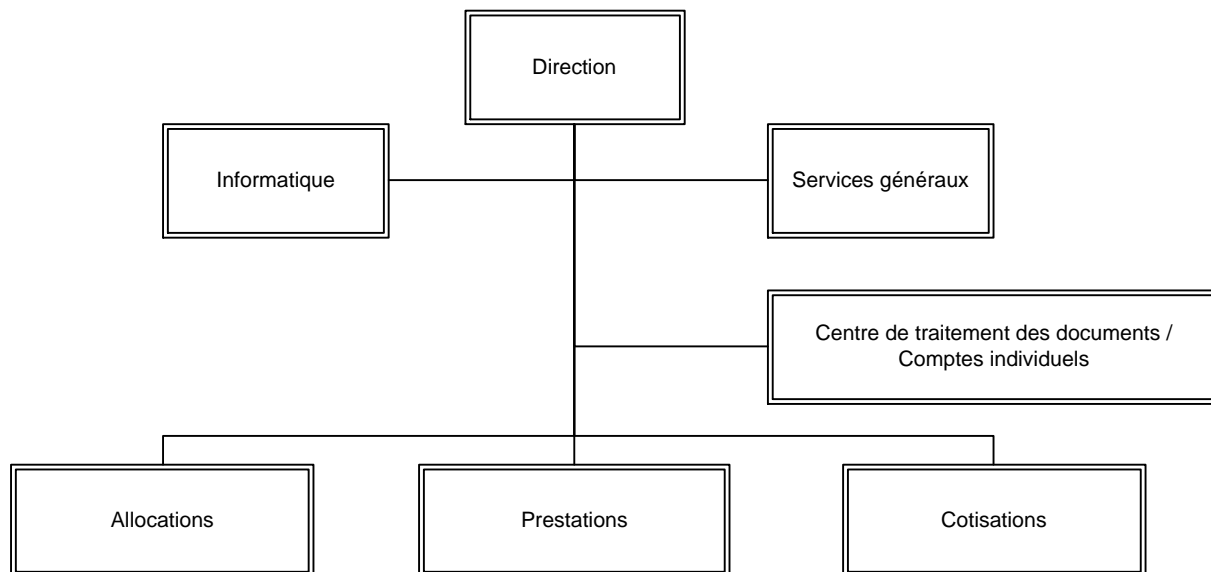 Direction
Informatique
Services généraux
Centre de traitement des documents /
Comptes individuels
Allocations
Prestations
Cotisations